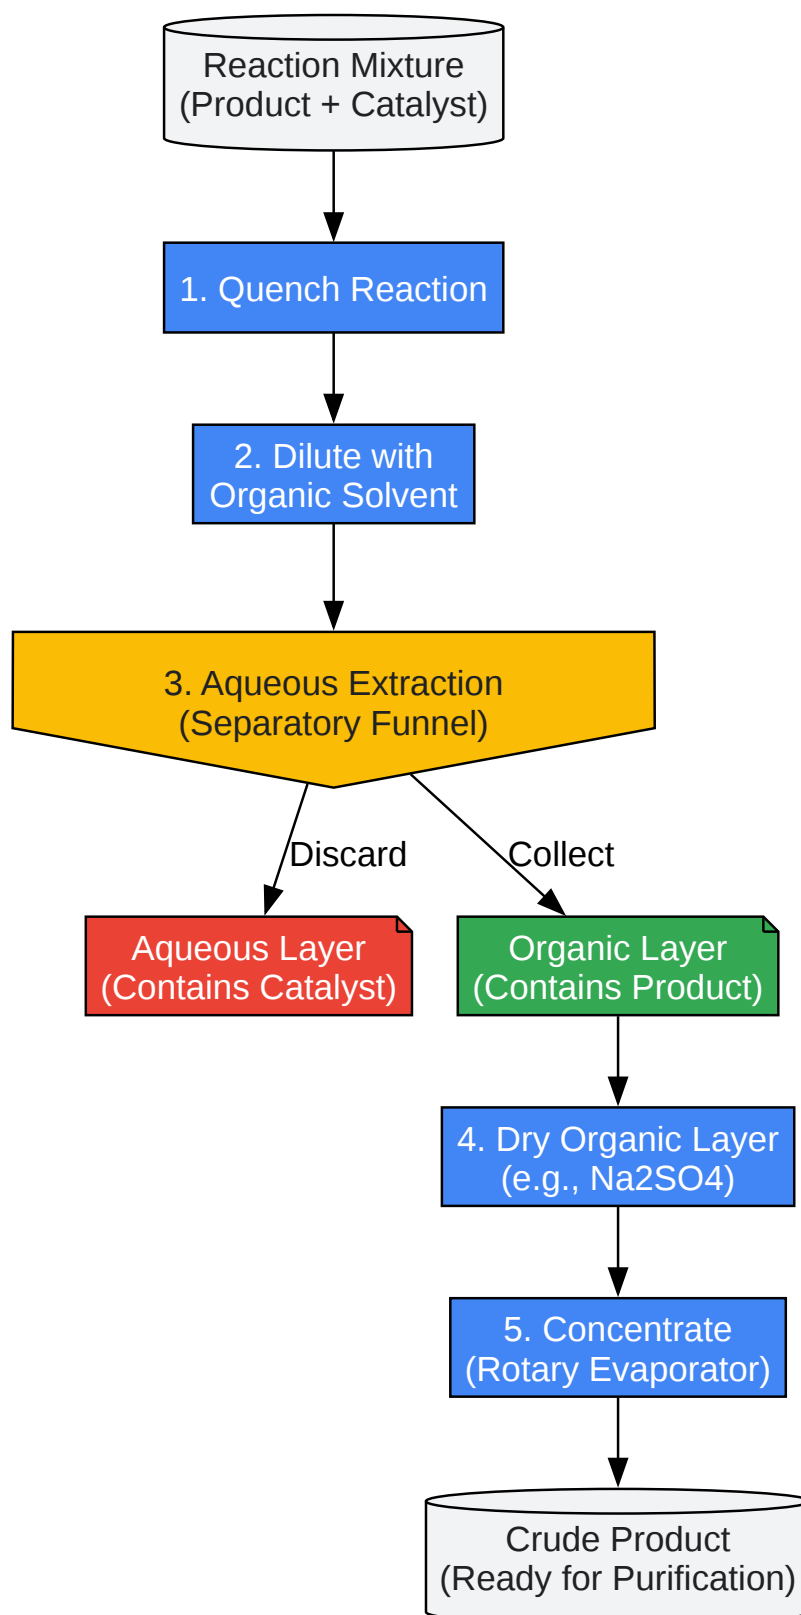 Reaction Mixture
(Product + Catalyst)
1. Quench Reaction
2. Dilute with
Organic Solvent
3. Aqueous Extraction
(Separatory Funnel)
Discard
Collect
Aqueous Layer
(Contains Catalyst)
Organic Layer
(Contains Product)
4. Dry Organic Layer
(e.g., Na2SO4)
5. Concentrate
(Rotary Evaporator)
Crude Product
(Ready for Purification)